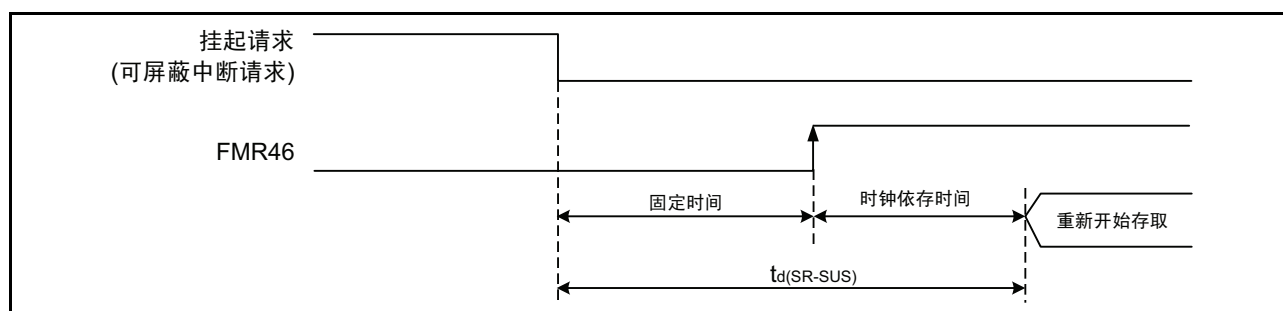 挂起请求
(可屏蔽中断请求)
FMR46
固定时间
时钟依存时间
重新开始存取
td(SR-SUS)